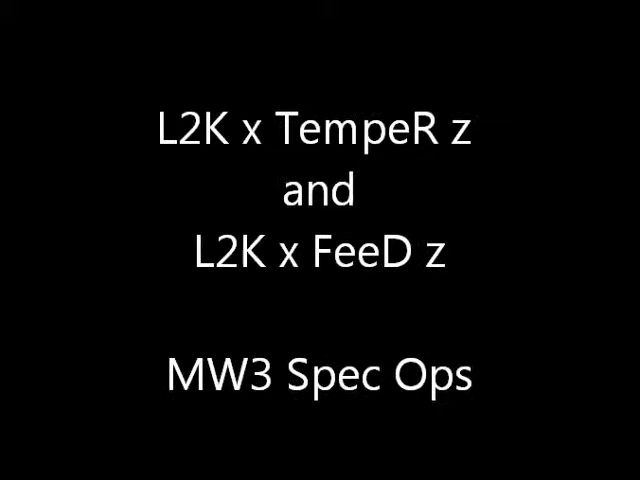 L2K x TempeR z
and
L2K x FeeD z
MW3 Spec Ops